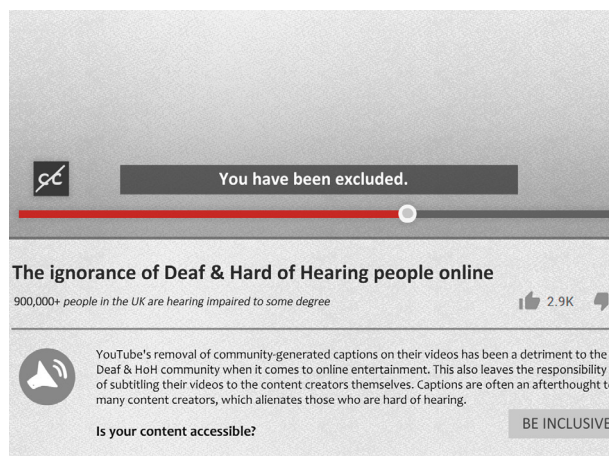 CC
You have been excluded.
The ignorance of Deaf & Hard of Hearing people online
900,000+ people in the UK are hearing impaired to some degree
2.9K
YouTube's removal of community-generated captions on their videos has been a detriment to the
Deaf & HoH community when it comes to online entertainment. This also leaves the responsibility
of subtitling their videos to the content creators themselves. Captions are often an afterthought t
many content creators, which alienates those who are hard of hearing.
BE INCLUSIVE
Is your content accessible?